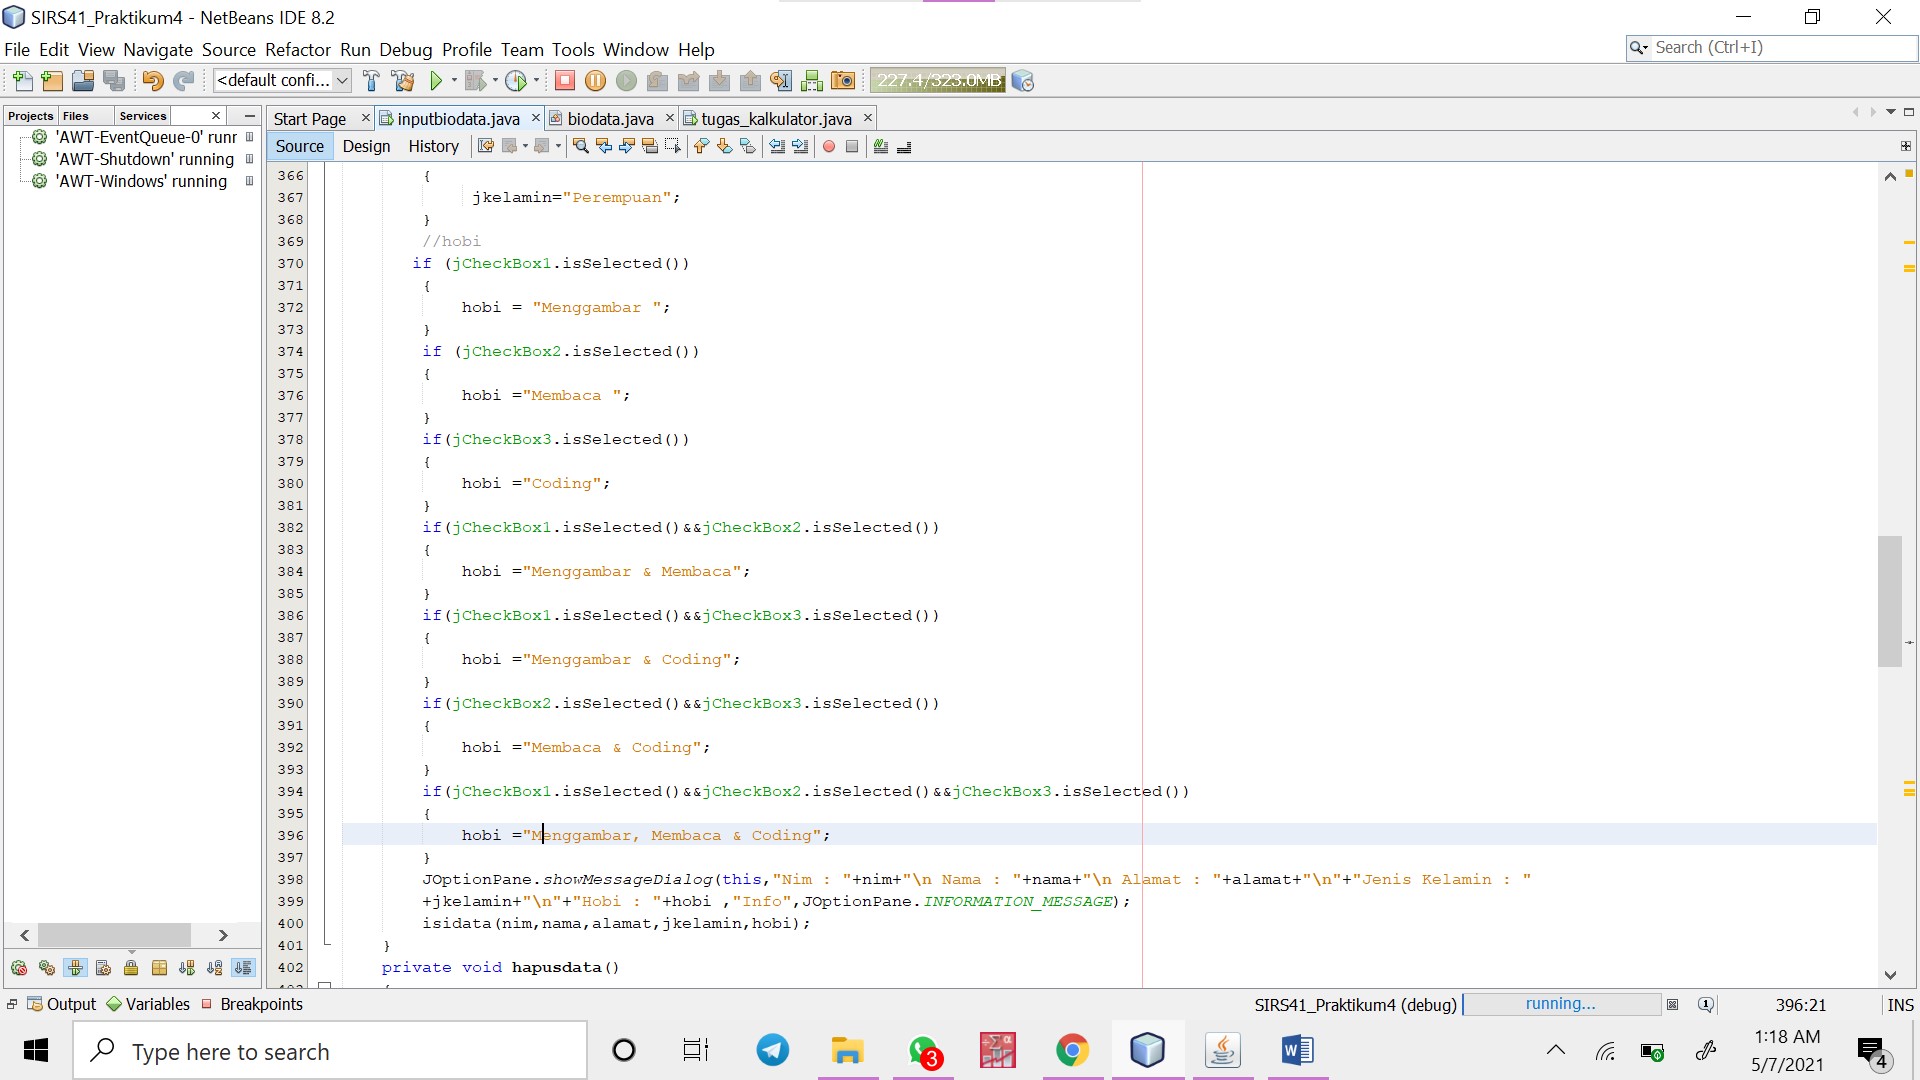 SIRS41_Praktikum4 - NetBeans IDE 8.2
File Edit View Navigate Source Refactor Run Debug Profile Team Tools Window Help
Search (Ctrl+I)
<default confi...
227.4/323.0MB
Projects Files Services
Start Page inputbiodata.java biodata.java tugas_kalkulator.java
'AWT-EventQueue-0' runr
'AWT-Shutdown' running
'AWT-Windows' running
Source Design History
366 {
367 jkelamin="Perempuan";
368 }
369 //hobi
370 if (jCheckBox1.isSelected())
371 {
372 hobi = "Menggambar ";
373 }
374 if (jCheckBox2.isSelected())
375 {
376 hobi ="Membaca ";
377 }
378 if(jCheckBox3.isSelected())
379 {
380 hobi ="Coding";
381 }
382 if(jCheckBox1.isSelected()&&jCheckBox2.isSelected())
383 {
384 hobi ="Menggambar & Membaca";
385 }
386 if(jCheckBox1.isSelected()&&jCheckBox3.isSelected())
387 {
388 hobi ="Menggambar & Coding";
389 }
390 if(jCheckBox2.isSelected()&&jCheckBox3.isSelected())
391 {
392 hobi ="Membaca & Coding";
393 }
394 if(jCheckBox1.isSelected()&&jCheckBox2.isSelected()&&jCheckBox3.isSelected())
395 {
396 hobi ="Menggambar, Membaca & Coding";
397 }
398 JOptionPane.showMessageDialog(this,"Nim : "+nim+"\n Nama : "+nama+"\n Alamat : "+alamat+"\n"+"Jenis Kelamin : "
399 +jkelamin+"\n"+"Hobi : "+hobi ,"Info",JOptionPane.INFORMATION_MESSAGE);
400 isidata(nim,nama,alamat,jkelamin,hobi);
401 }
402 private void hapusdata()
Output Variables Breakpoints
SIRS41_Praktikum4 (debug) running... 396:21 INS
Type here to search
3
1:18 AM
5/7/2021
4